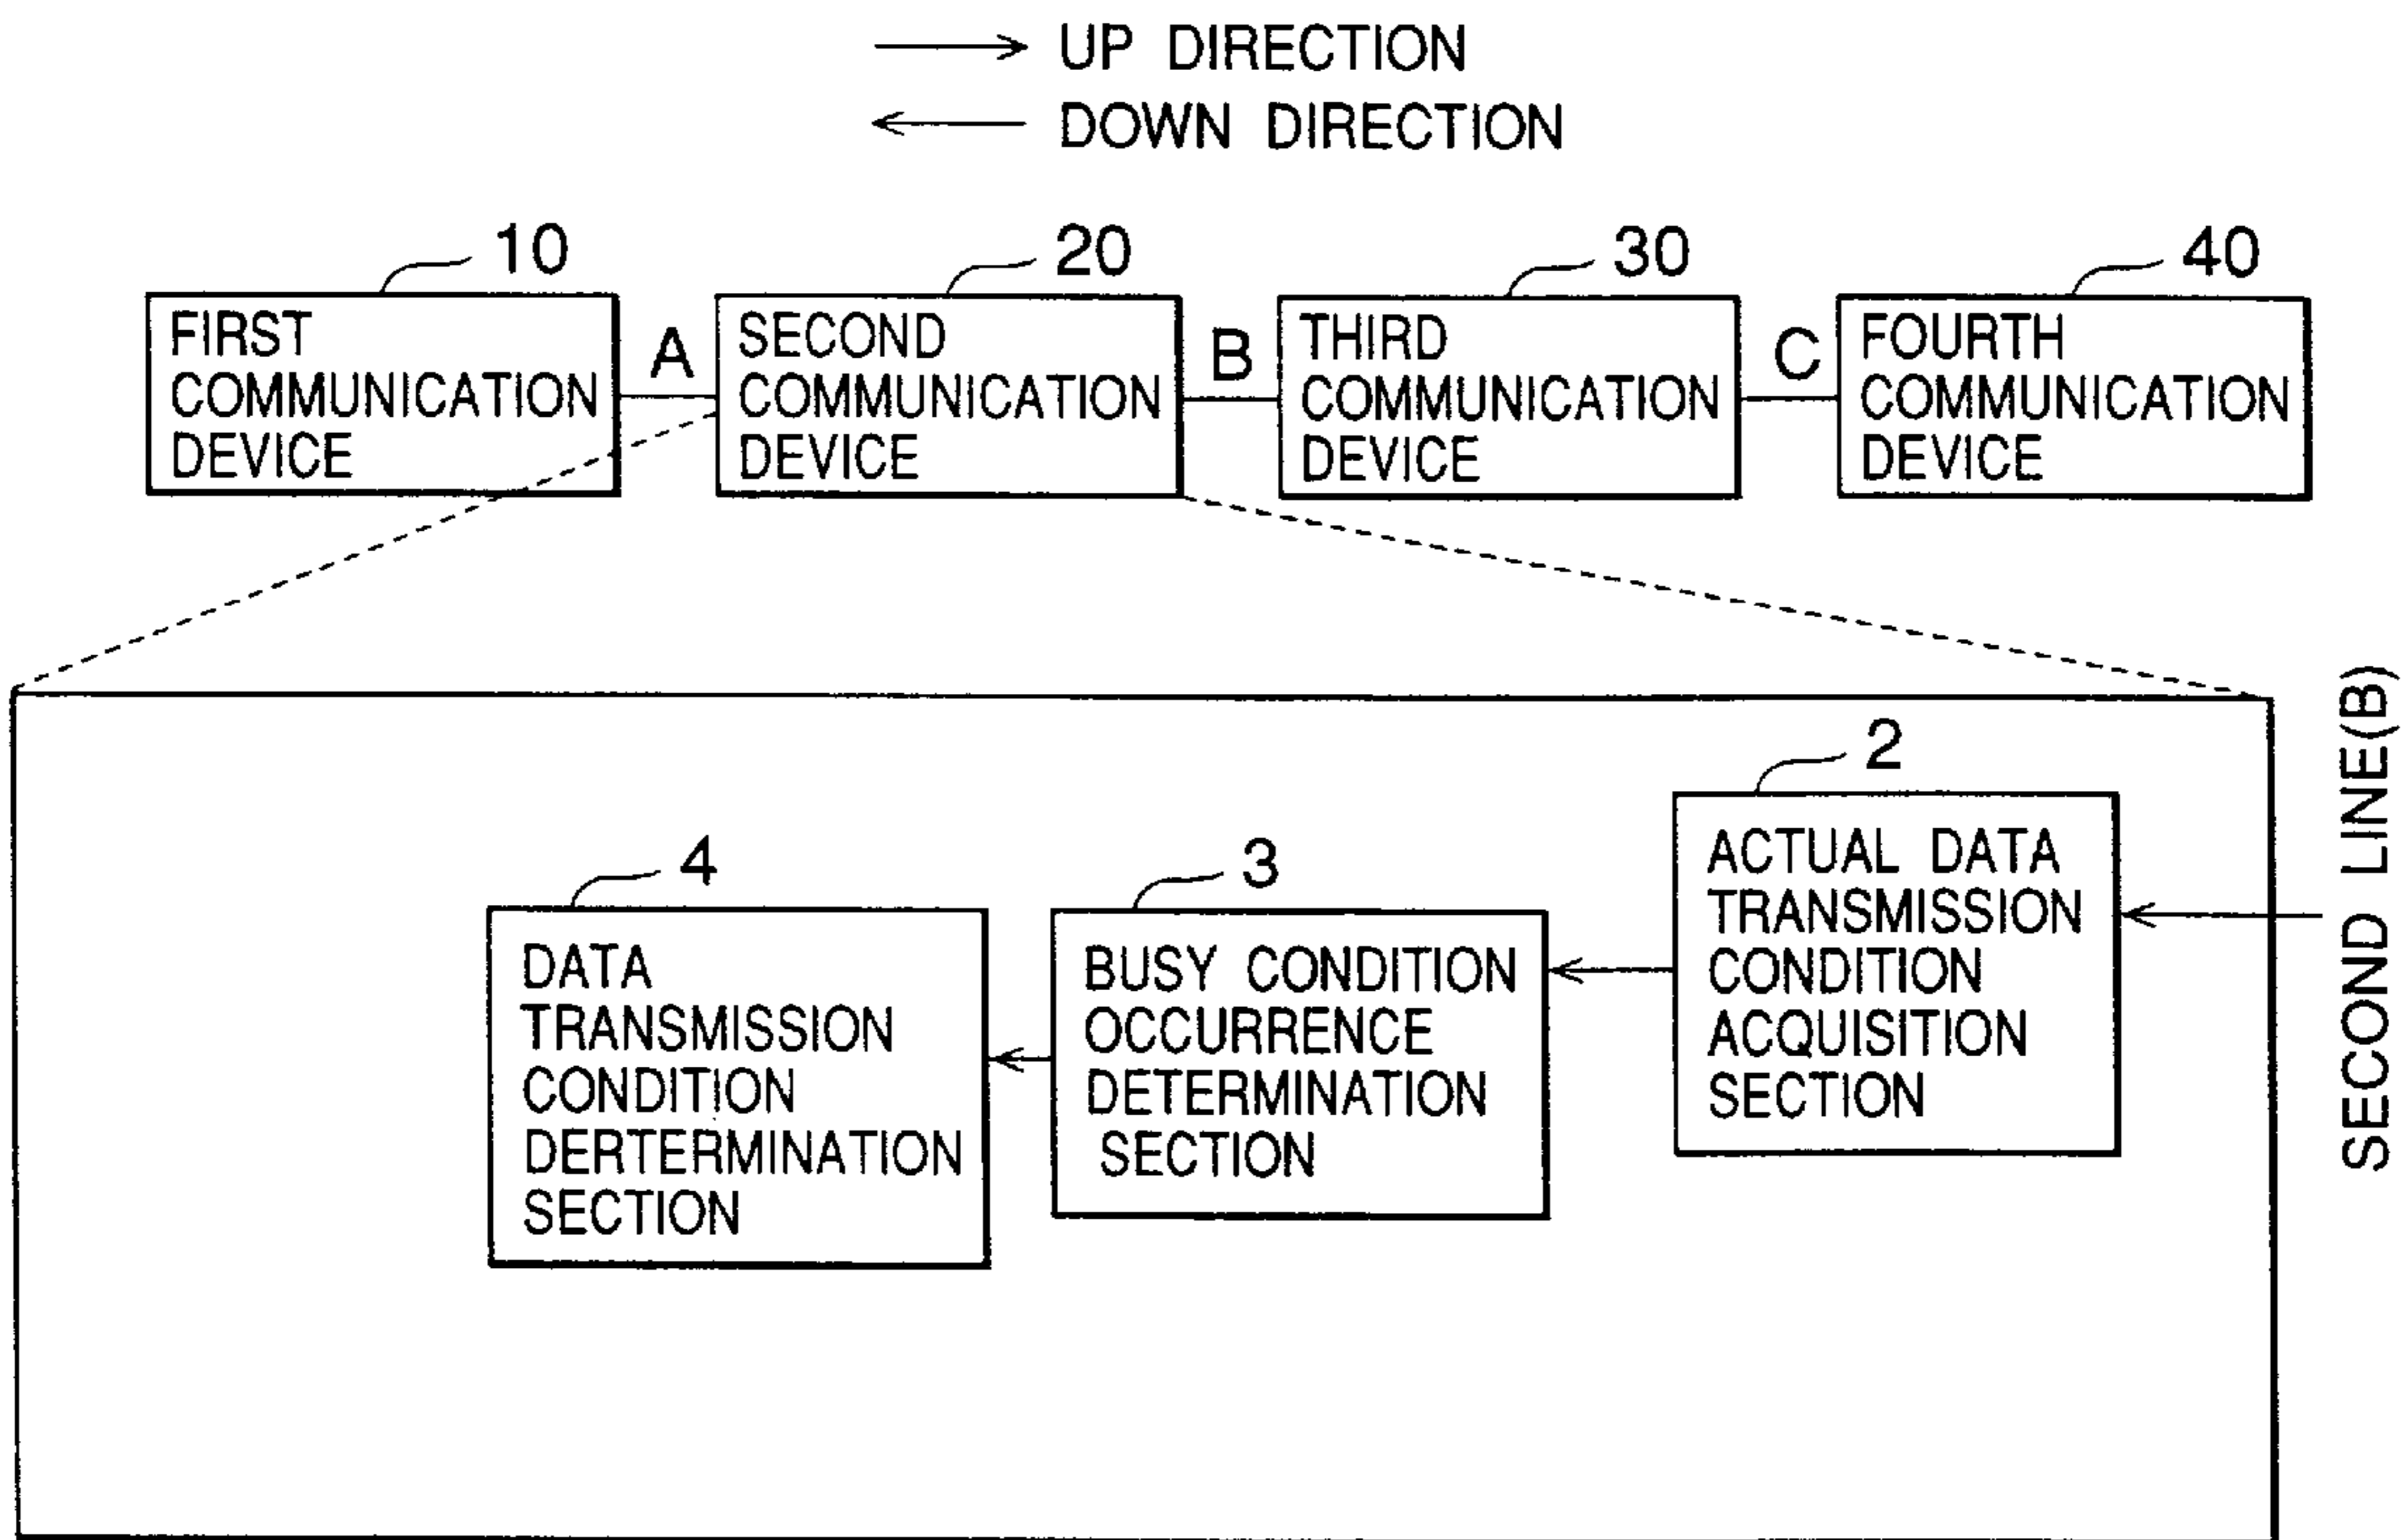 UP DIRECTION
DOWN DIRECTION
10
20
30
40
FIRST
COMMUNICATION
DEVICE
A
SECOND
COMMUNICATION
DEVICE
B
THIRD
COMMUNICATION
DEVICE
C
FOURTH
COMMUNICATION
DEVICE
SECOND LINE(B)
2
ACTUAL DATA
TRANSMISSION
CONDITION
ACQUISITION
SECTION
3
BUSY CONDITION
OCCURRENCE
DETERMINATION
SECTION
4
DATA
TRANSMISSION
CONDITION
DERTERMINATION
SECTION